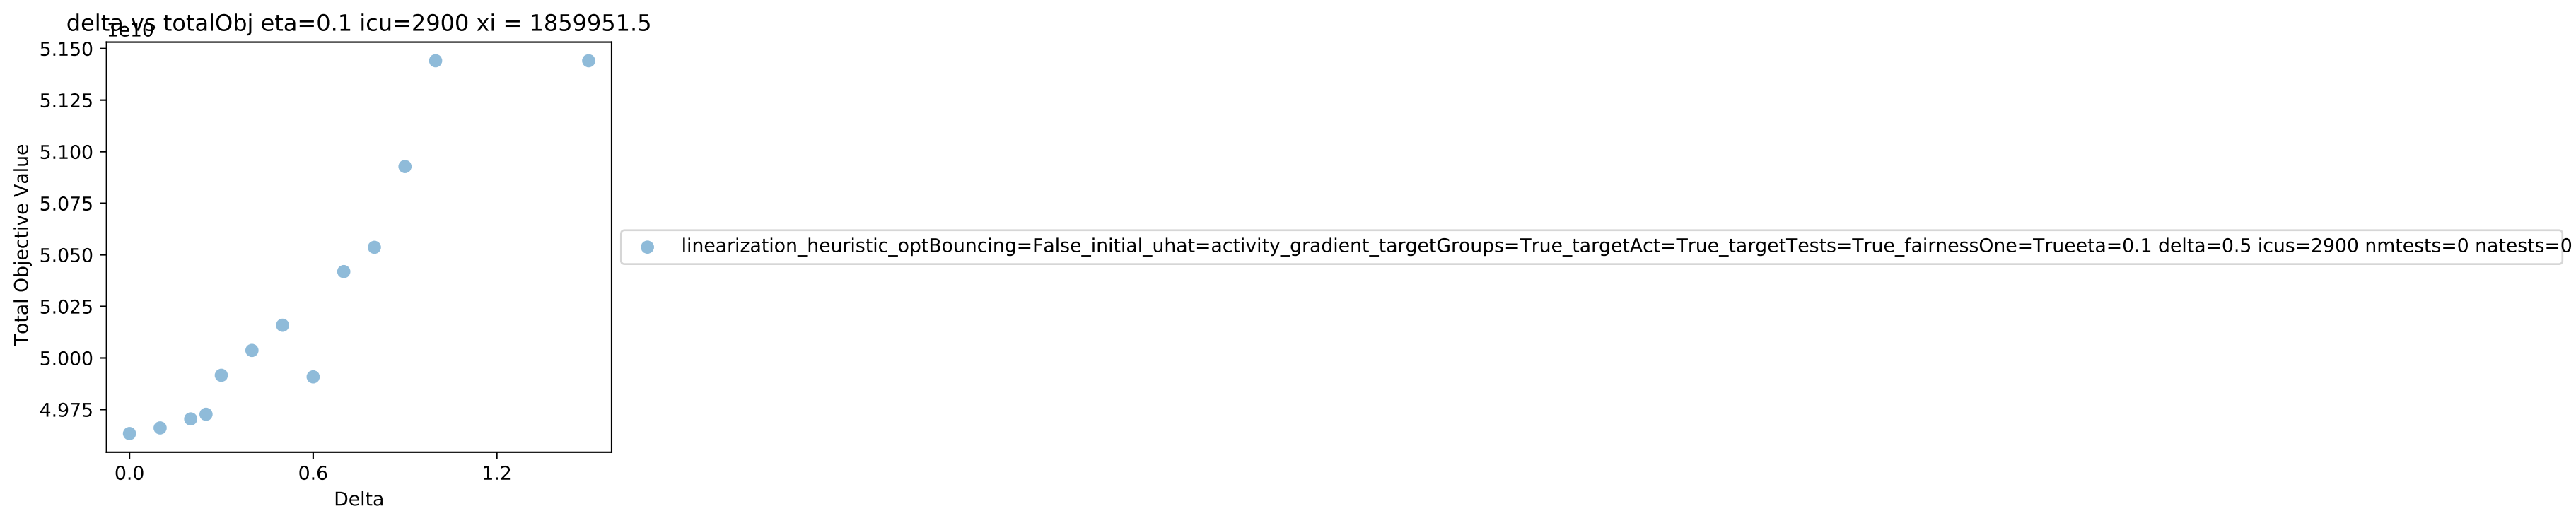 delta vs totalObj eta=0.1 icu=2900 xi = 1859951.5
1e10
5.150
5.125
5.100
5.075
5.050
5.025
5.000
4.975
Total Objective Value
0.0 0.6 1.2
Delta
linearization_heuristic_optBouncing=False_initial_uhat=activity_gradient_targetGroups=True_targetAct=True_targetTests=True_fairnessOne=Trueeta=0.1 delta=0.5 icus=2900 nmtests=0 natests=0